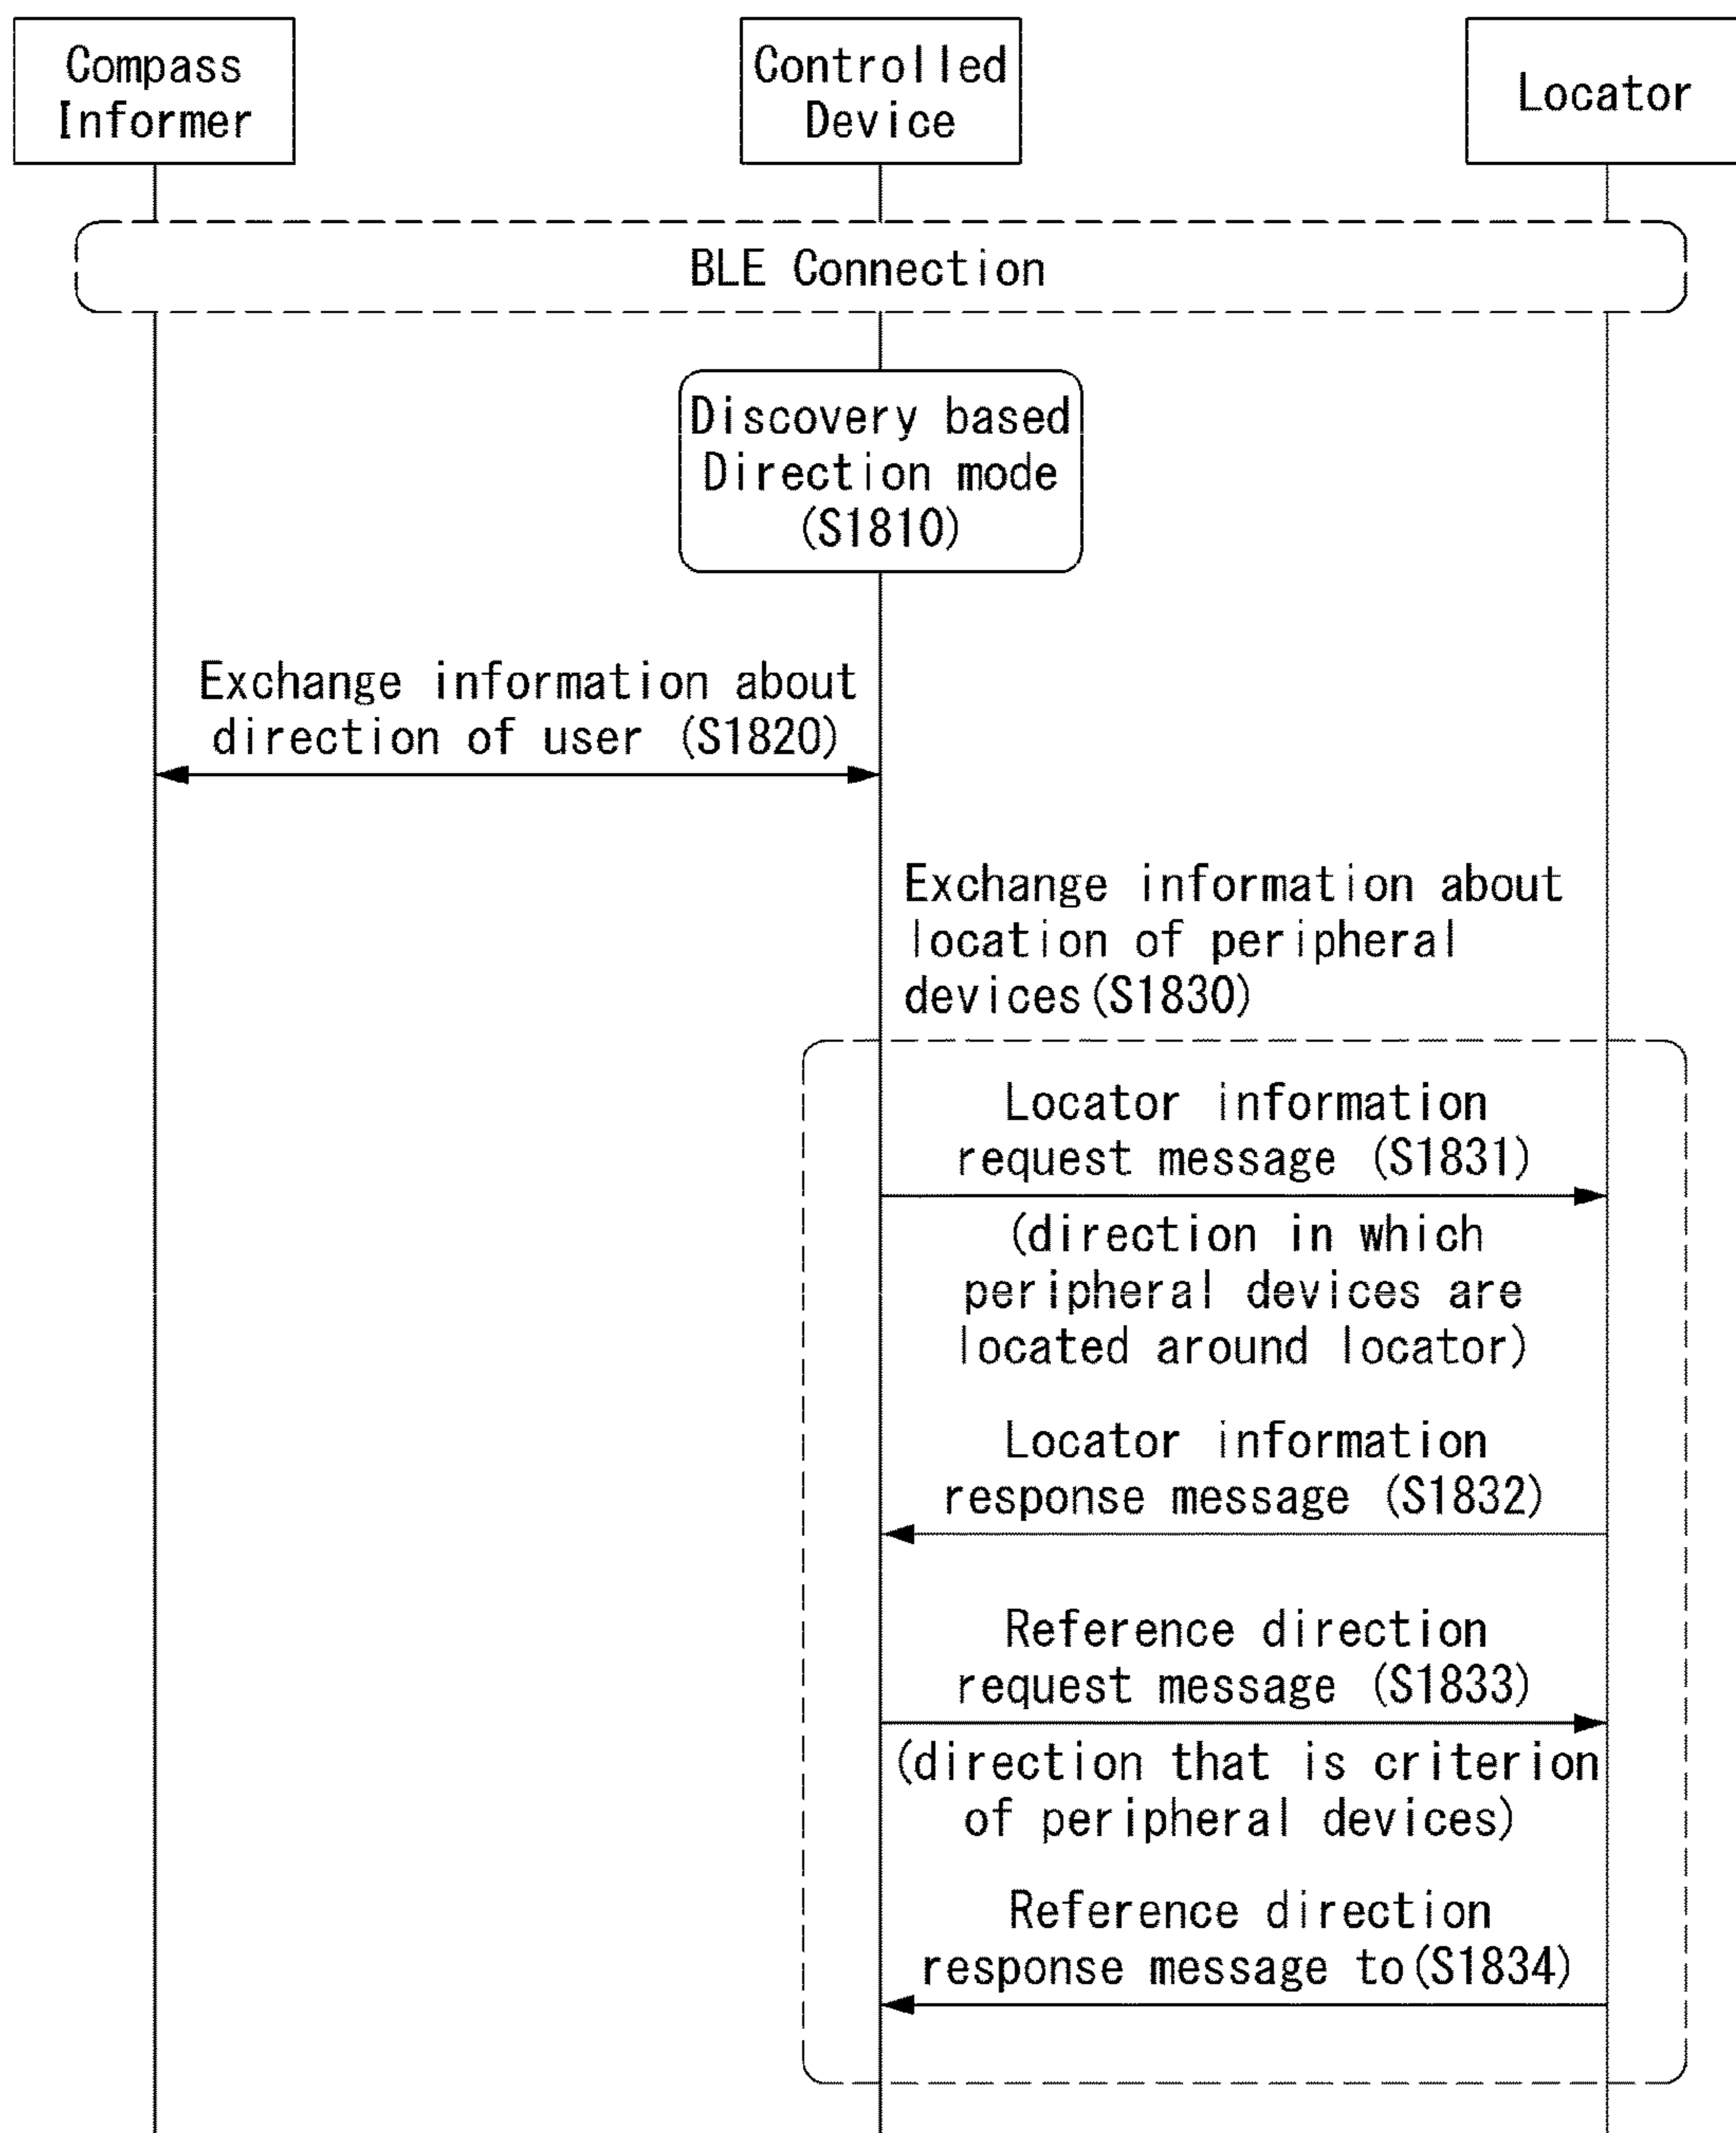 Compass
Informer
Controlled
Device
Locator
BLE Connection
Discovery based
Direction mode
(S1810)
Exchange information about
direction of user (S1820)
Exchange information about
location of peripheral
devices(S1830)
Locator information
request message (S1831)
(direction in which
peripheral devices are
located around locator)
Locator information
response message (S1832)
Reference direction
request message (S1833)
(direction that is criterion
of peripheral devices)
Reference direction
response message to(S1834)